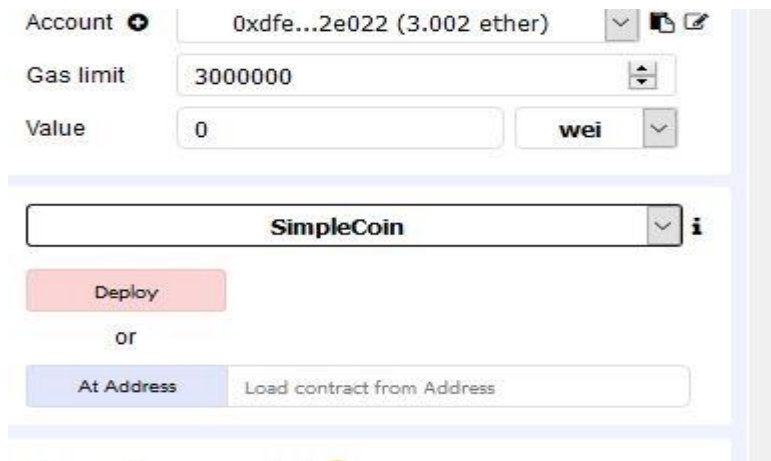 Account 0xdfe...2e022 (3.002 ether)
Gas limit 3000000
Value 0 wei
SimpleCoin i
Deploy
or
At Address Load contract from Address